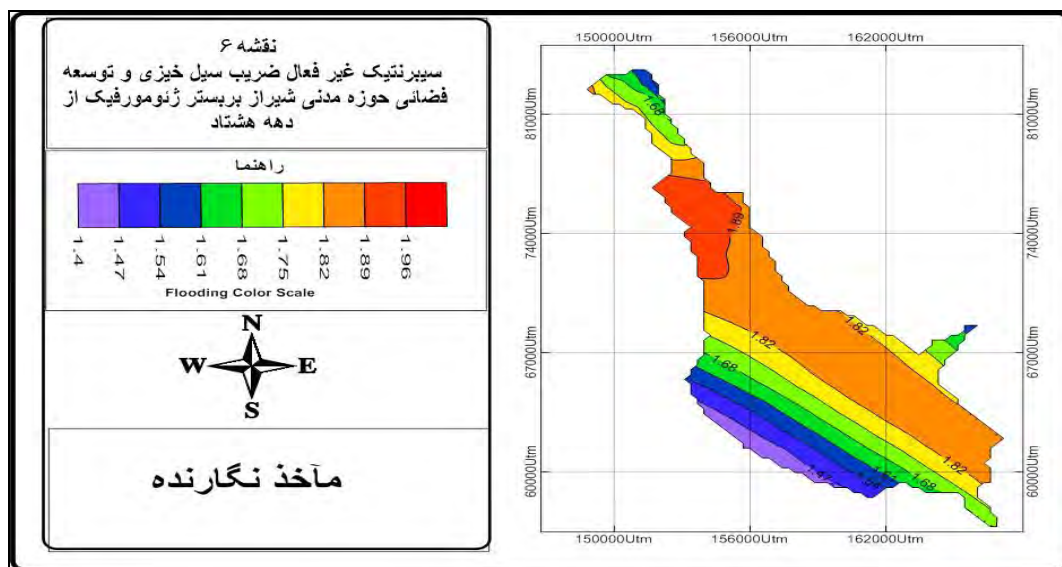 نقشه ۶
سیبرنتیک غیر فعال ضریب سیل خیزی و توسعه
فضائی حوزه مدنی شیراز بربستر ژئومورفیک از
دهه هشتاد
راهنما
1.4 1.47 1.54 1.61 1.68 1.75 1.82 1.89 1.96
Flooding Color Scale
N
W E
S
مآخذ نگارنده
150000Utm 156000Utm 162000Utm
81000Utm 81000Utm
74000Utm 74000Utm
67000Utm 67000Utm
60000Utm 60000Utm
1.68
1.89
1.82
1.82
1.68
1.82
1.47
1.54
1.61
1.68
150000Utm 156000Utm 162000Utm